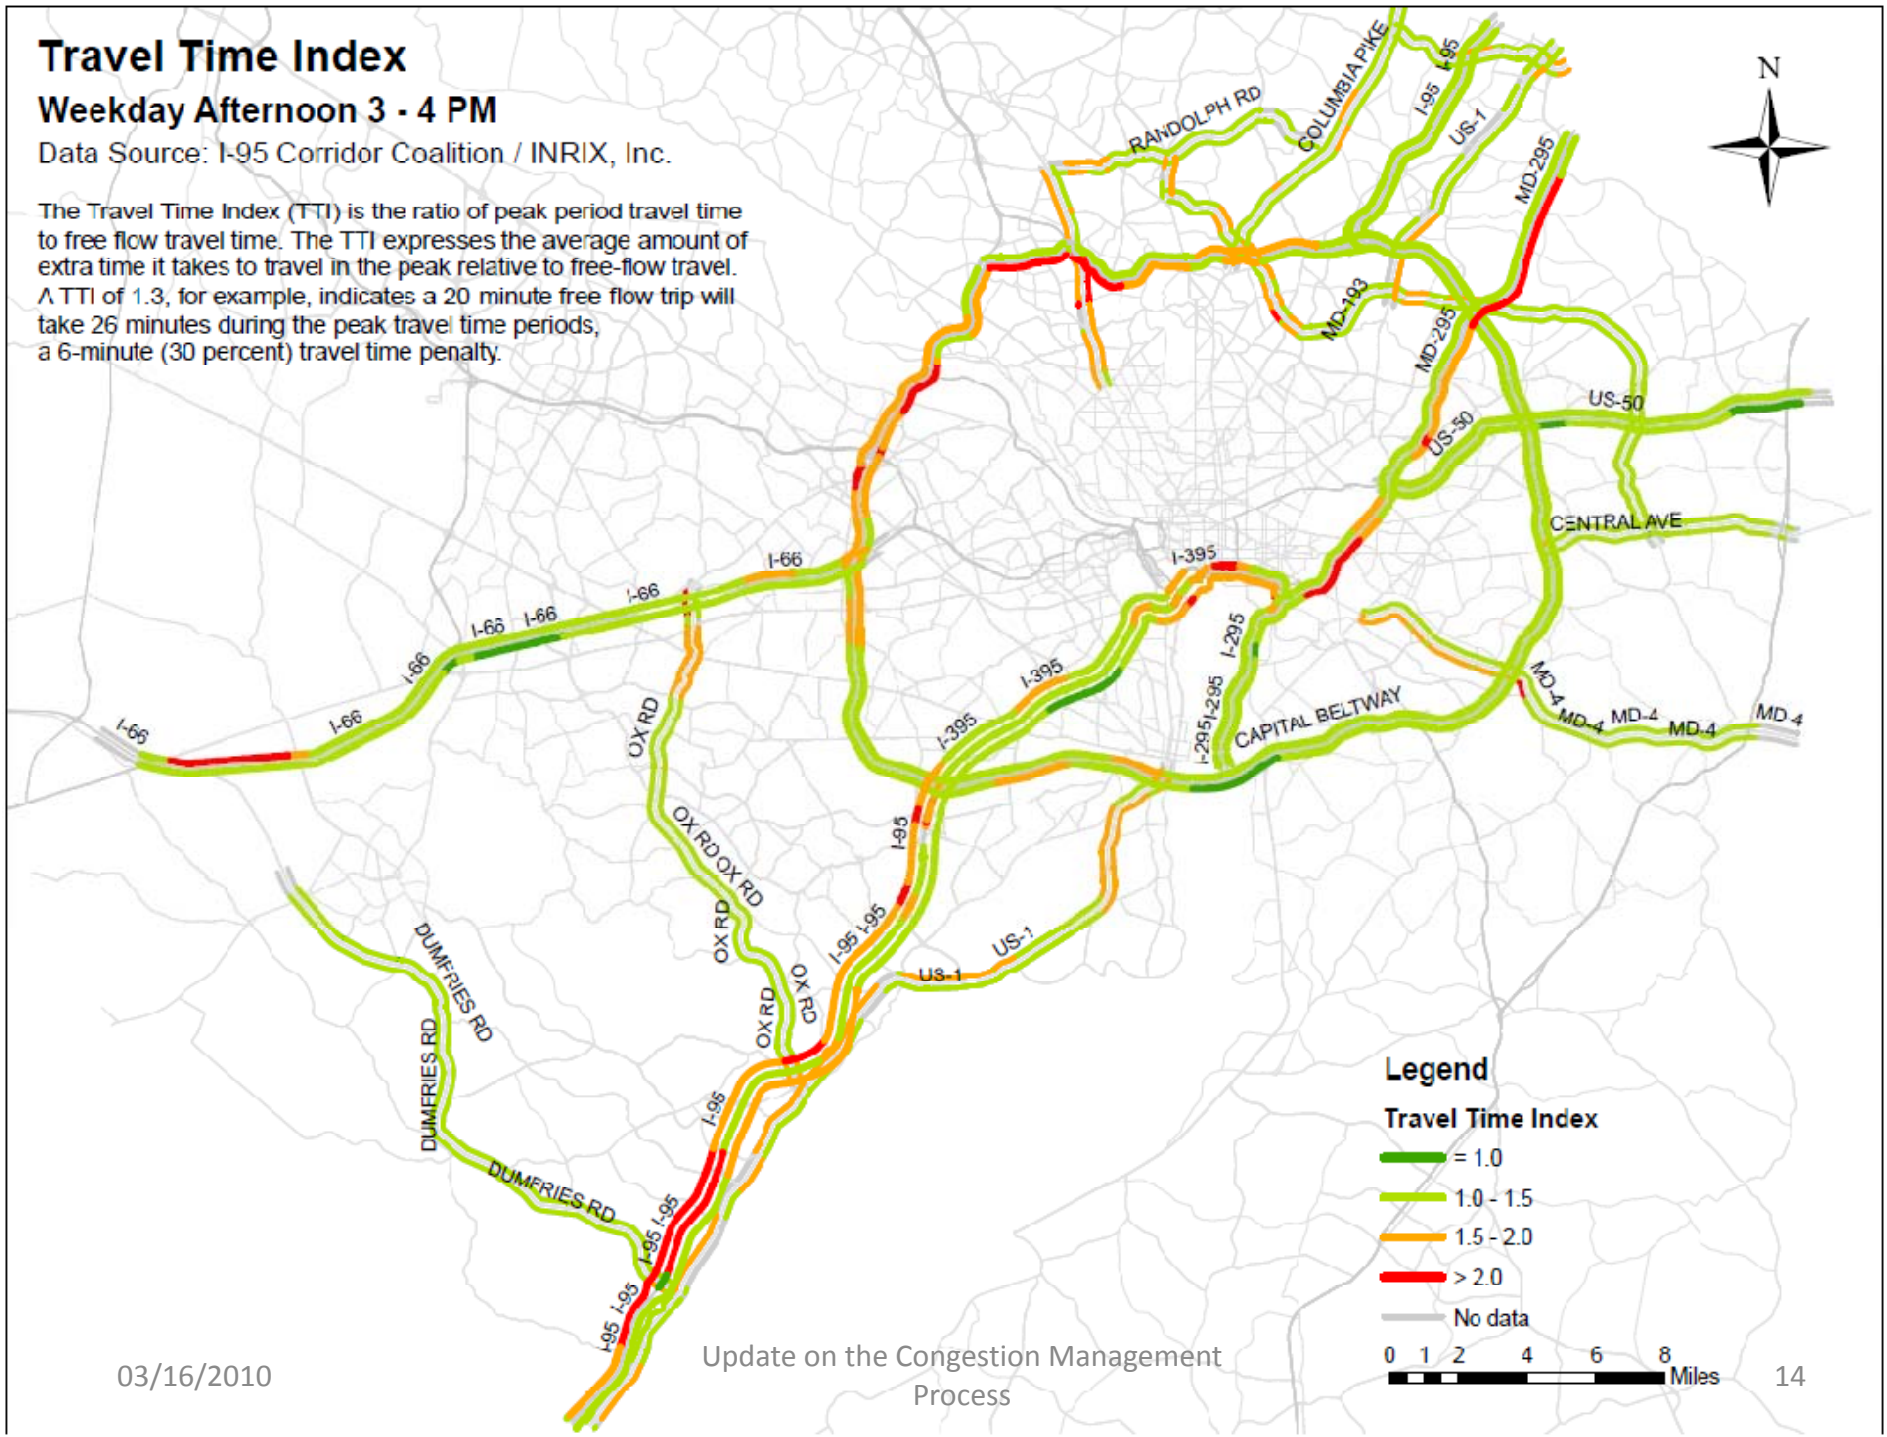 Travel Time Index
Weekday Afternoon 3 - 4 PM
Data Source: I-95 Corridor Coalition / INRIX, Inc.
The Travel Time Index (TTI) is the ratio of peak period travel time
to free flow travel time. The TTI expresses the average amount of
extra time it takes to travel in the peak relative to free-flow travel.
A TTI of 1.3, for example, indicates a 20 minute free flow trip will
take 26 minutes during the peak travel time periods,
a 6-minute (30 percent) travel time penalty.
N
COLUMBIA PIKE
I-95
I-95
RANDOLPH RD
US-1
MD-295
MD-193
MD-295
US-50
US-50
CENTRAL AVE
I-66
I-395
I-66
I-66
I-66
I-66
I-66
I-66
I-295
I-395
I-295
I-295
CAPITAL BELTWAY
MD-4
MD-4
MD-4
MD-4
MD-4
OX RD
I-395
I-95
OX RD
OX RD
OX RD
I-95
I-95
US-1
US-1
OX RD
OX RD
DUMFRIES RD
DUMFRIES RD
I-95
DUMFRIES RD
I-95
I-95
I-95
I-95
Legend
Travel Time Index
= 1.0
1.0 - 1.5
1.5 - 2.0
> 2.0
No data
0 1 2 4 6 8
Miles
03/16/2010
Update on the Congestion Management
Process
14